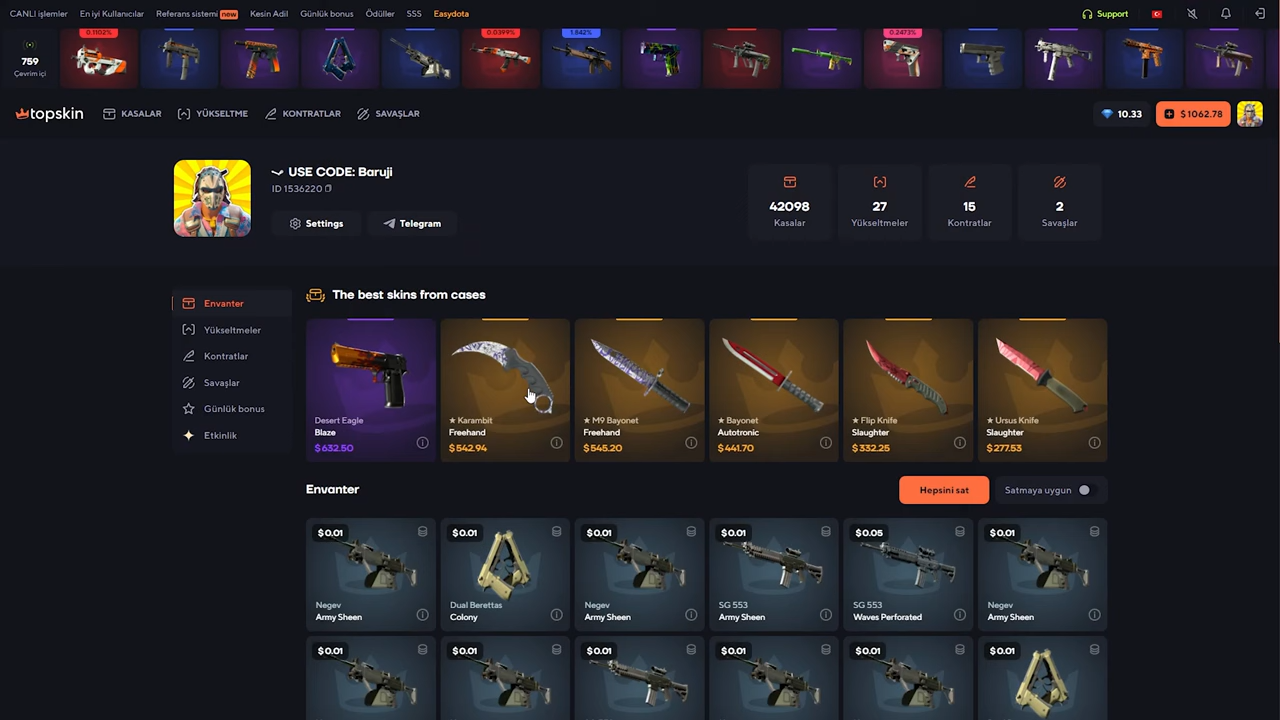 CANLI işlemler En iyi Kullanıcılar Referans sistemi new Kesin Adil Günlük bonus Ödüller SSS Easydota Support
0.1102% 0.0399% 1.842% 0.2473%
759
Çevrim içi
topskin KASALAR YÜKSELTME KONTRATLAR SAVAŞLAR 10.33 $1062.78
USE CODE: Baruji
ID 1536220
Settings Telegram
42098 27 15 2
Kasalar Yükseltmeler Kontratlar Savaşlar
Envanter
Yükseltmeler
Kontratlar
Savaşlar
Günlük bonus
Etkinlik
The best skins from cases
Desert Eagle ★ Karambit ★ M9 Bayonet ★ Bayonet ★ Flip Knife ★ Ursus Knife
Blaze Freehand Freehand Autotronic Slaughter Slaughter
$632.50 $542.94 $545.20 $441.70 $332.25 $277.53
Envanter Hepsini sat Satmaya uygun
$0.01 $0.01 $0.01 $0.01 $0.05 $0.01
Negev Dual Berettas Negev SG 553 SG 553 Negev
Army Sheen Colony Army Sheen Army Sheen Waves Perforated Army Sheen
$0.01 $0.01 $0.01 $0.01 $0.01 $0.01